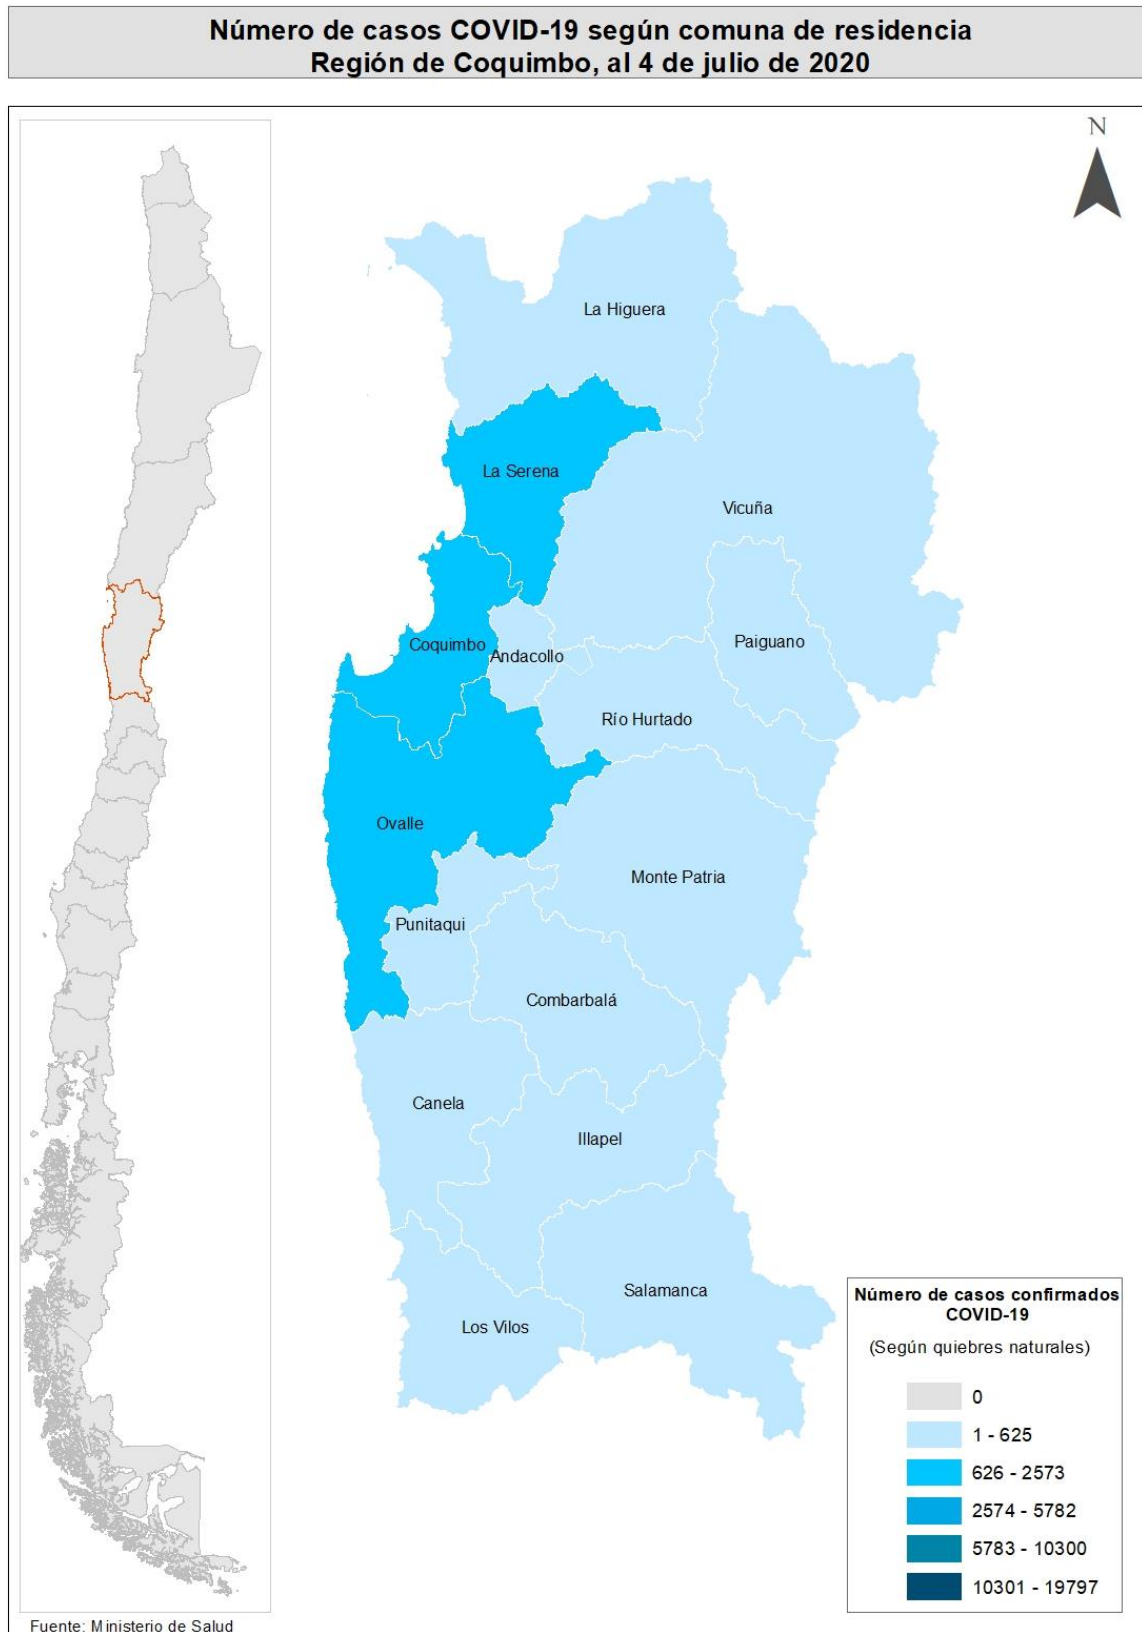 Número de casos COVID-19 según comuna de residencia
Región de Coquimbo, al 4 de julio de 2020
N
La Higuera
La Serena
Vicuña
Coquimbo
Andacollo
Paiguano
Río Hurtado
Ovalle
Monte Patria
Punitaqui
Combarbalá
Canela
Illapel
Salamanca
Los Vilos
Número de casos confirmados
COVID-19
(Según quiebres naturales)
0
1 - 625
626 - 2573
2574 - 5782
5783 - 10300
10301 - 19797
Fuente: Ministerio de Salud